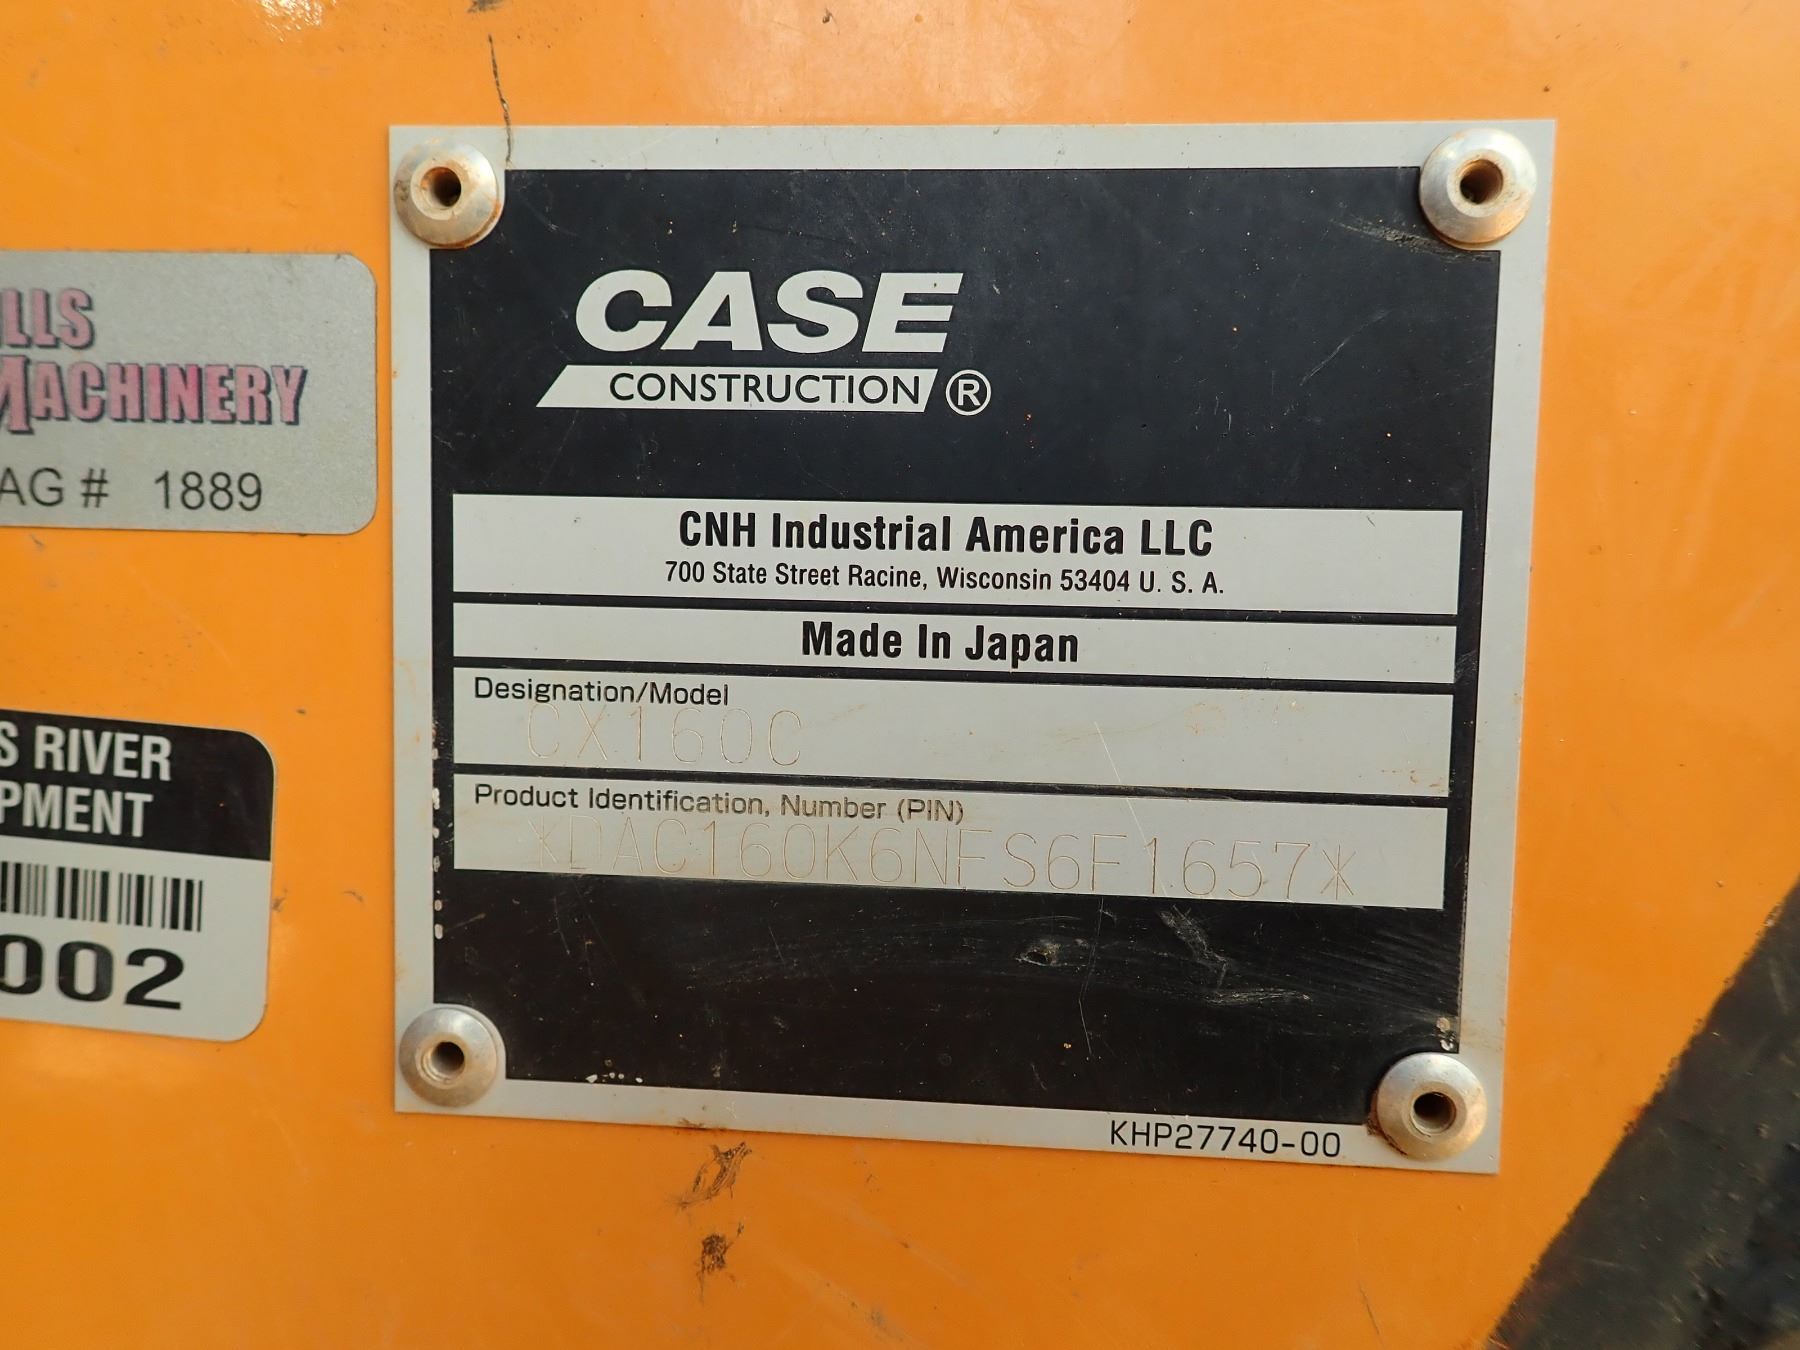 CASE
CONSTRUCTION ®
CNH Industrial America LLC
700 State Street Racine, Wisconsin 53404 U. S. A.
Made In Japan
Designation/Model
CX160C
Product Identification, Number (PIN)
*DAC160K6NFS6F1657*
KHP27740-00
LLS
MACHINERY
AG # 1889
S RIVER
PMENT
002